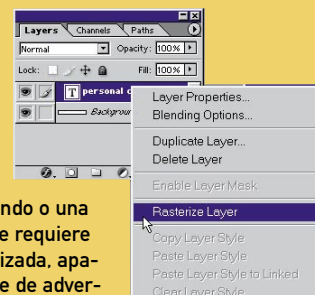 Layers Channels Paths
Normal Opacity: 100%
Lock: Fill: 100%
T personal
Layer Properties...
Blending Options...
Duplicate Layer...
Delete Layer
Enable Layer Mask
Rasterize Layer
Copy Layer Style
Paste Layer Style
Paste Layer Style to Linked
Clear Layer Style
ndo o una
e requiere
izada, apa-
e de adver-